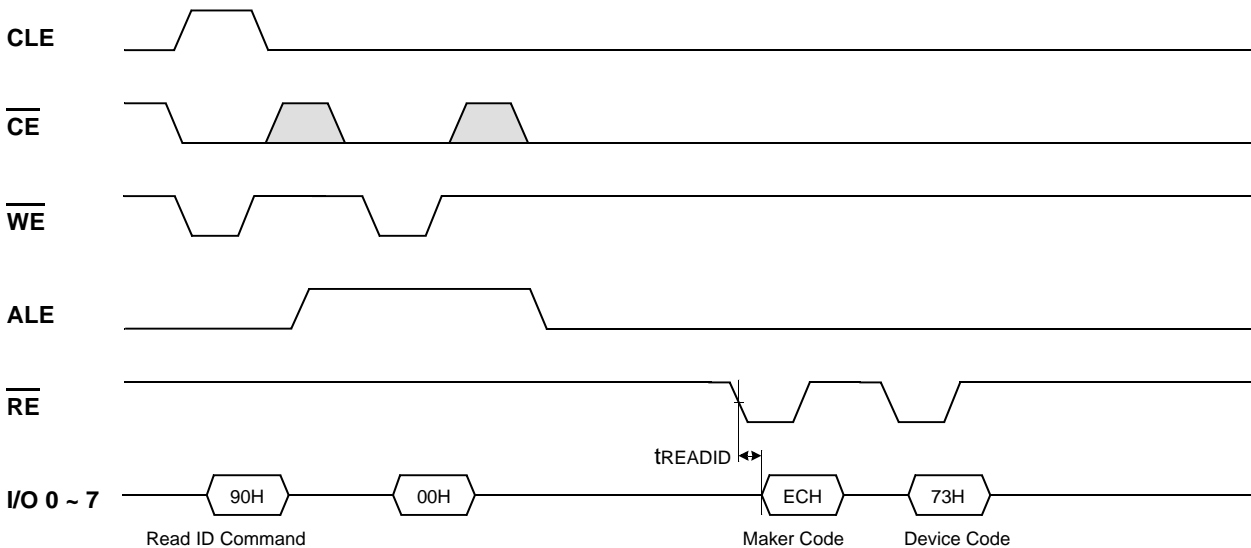 CLE
CE
WE
ALE
RE
tREADID
I/O 0 ~ 7 90H 00H ECH 73H
Read ID Command Maker Code Device Code